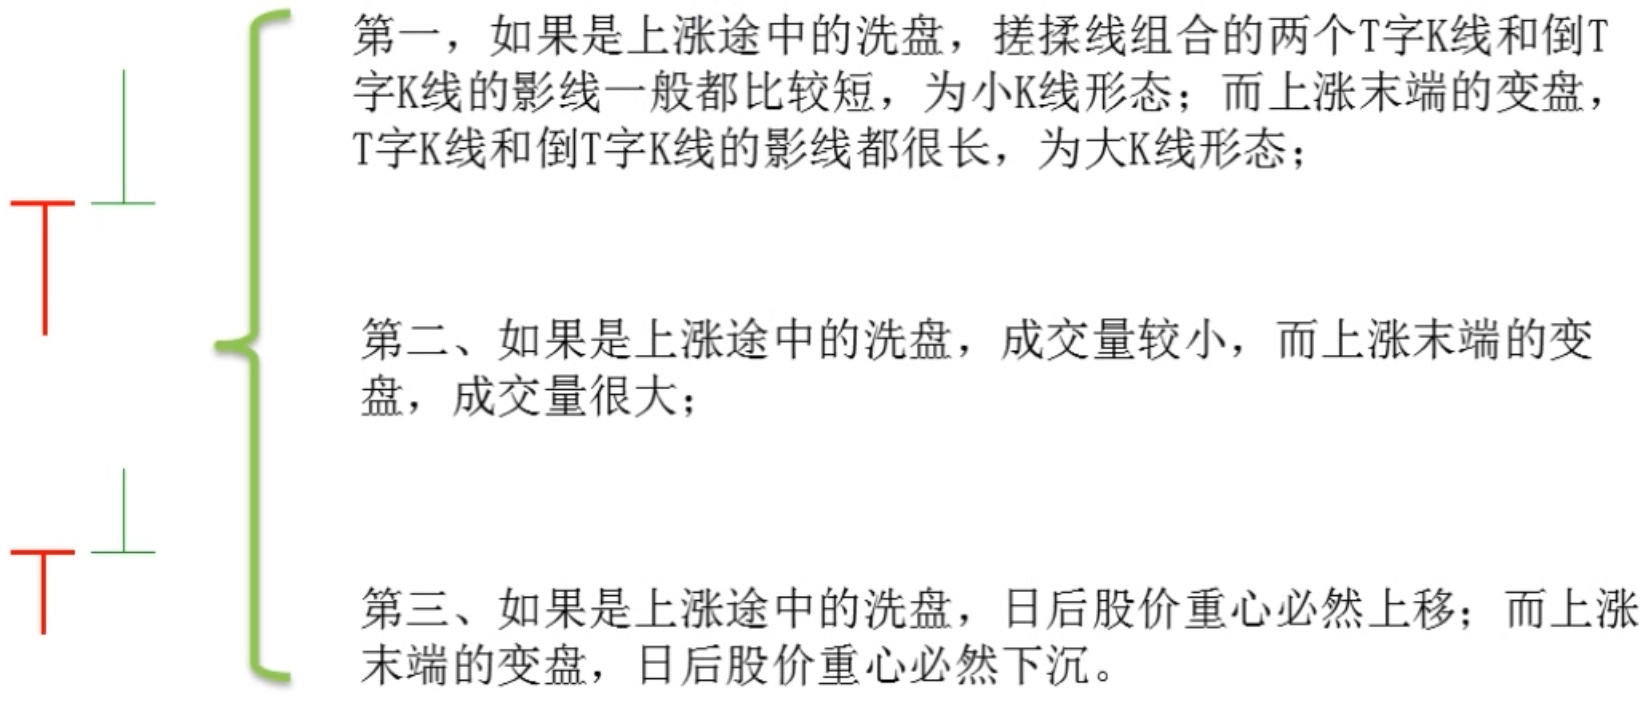 第一，如果是上涨途中的洗盘，搓揉线组合的两个T字K线和倒T
字K线的影线一般都比较短，为小K线形态；而上涨末端的变盘，
T字K线和倒T字K线的影线都很长，为大K线形态；
第二、如果是上涨途中的洗盘，成交量较小，而上涨末端的变
盘，成交量很大；
第三、如果是上涨途中的洗盘，日后股价重心必然上移；而上涨
末端的变盘，日后股价重心必然下沉。